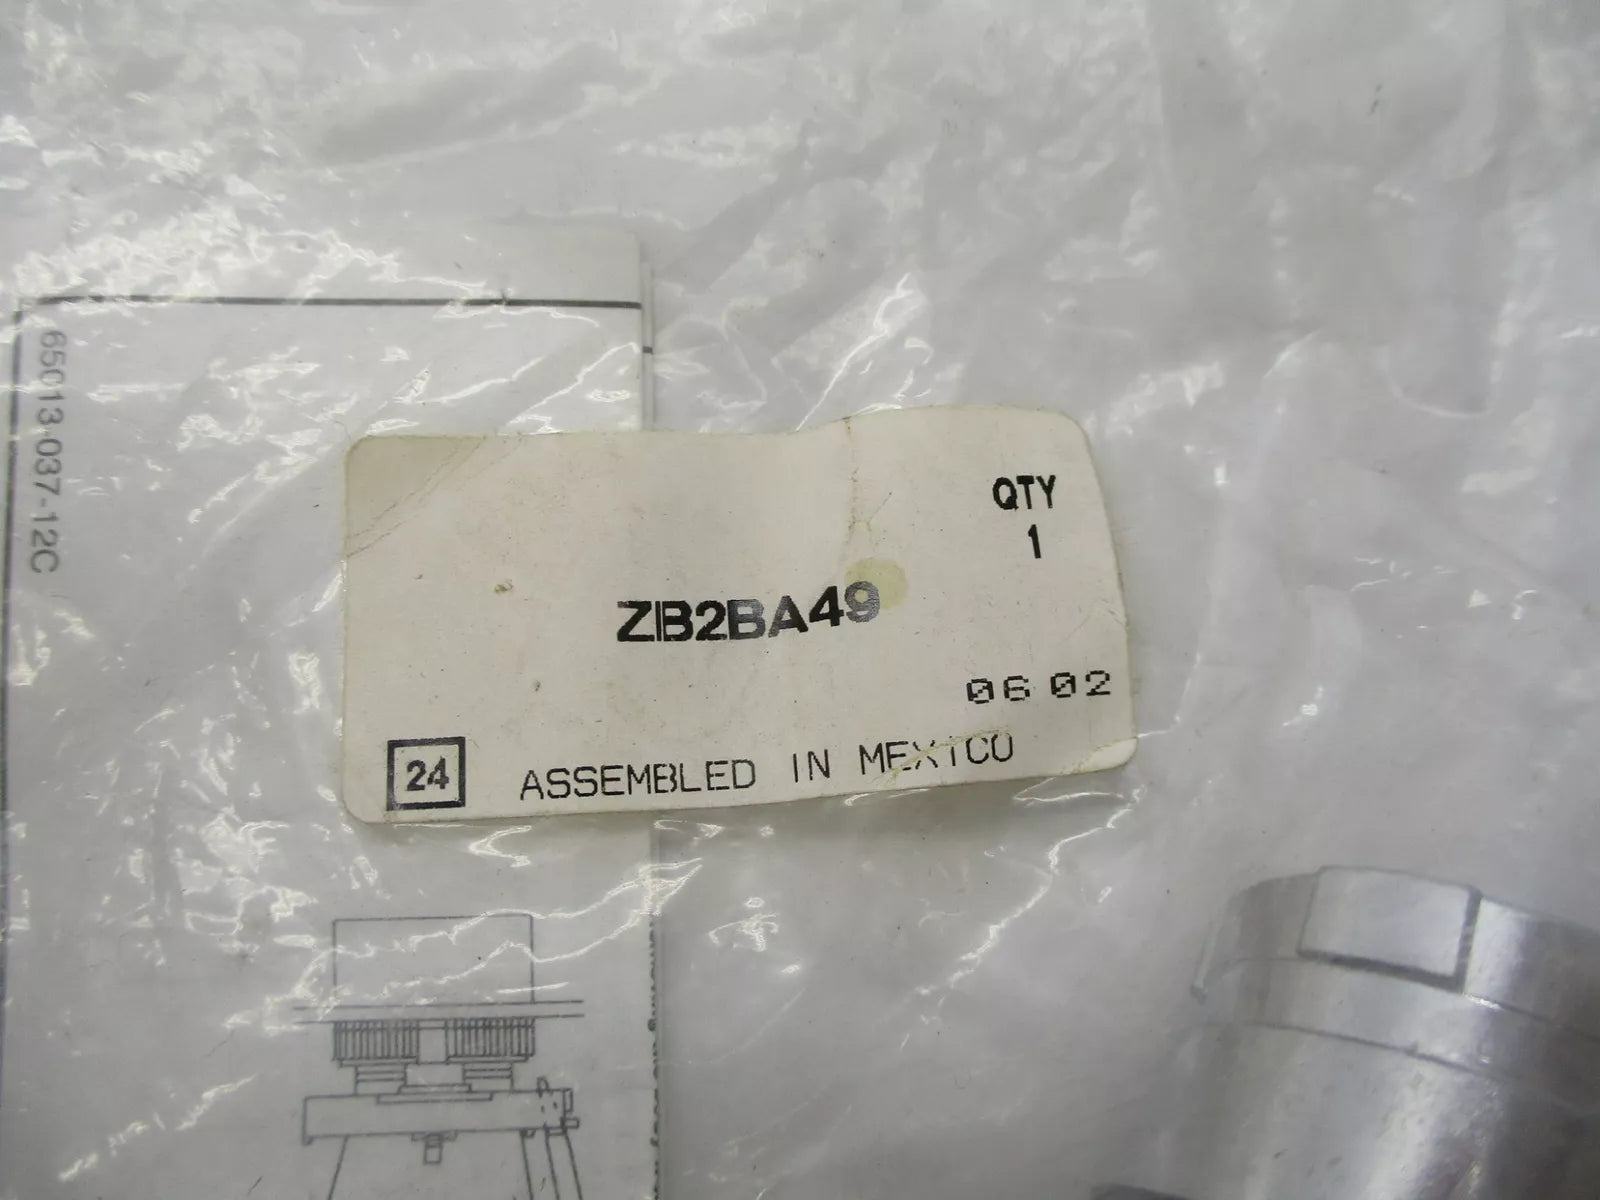 65013-037-12C
QTY
1
ZB2BA49
06 02
24 ASSEMBLED IN MEXICO